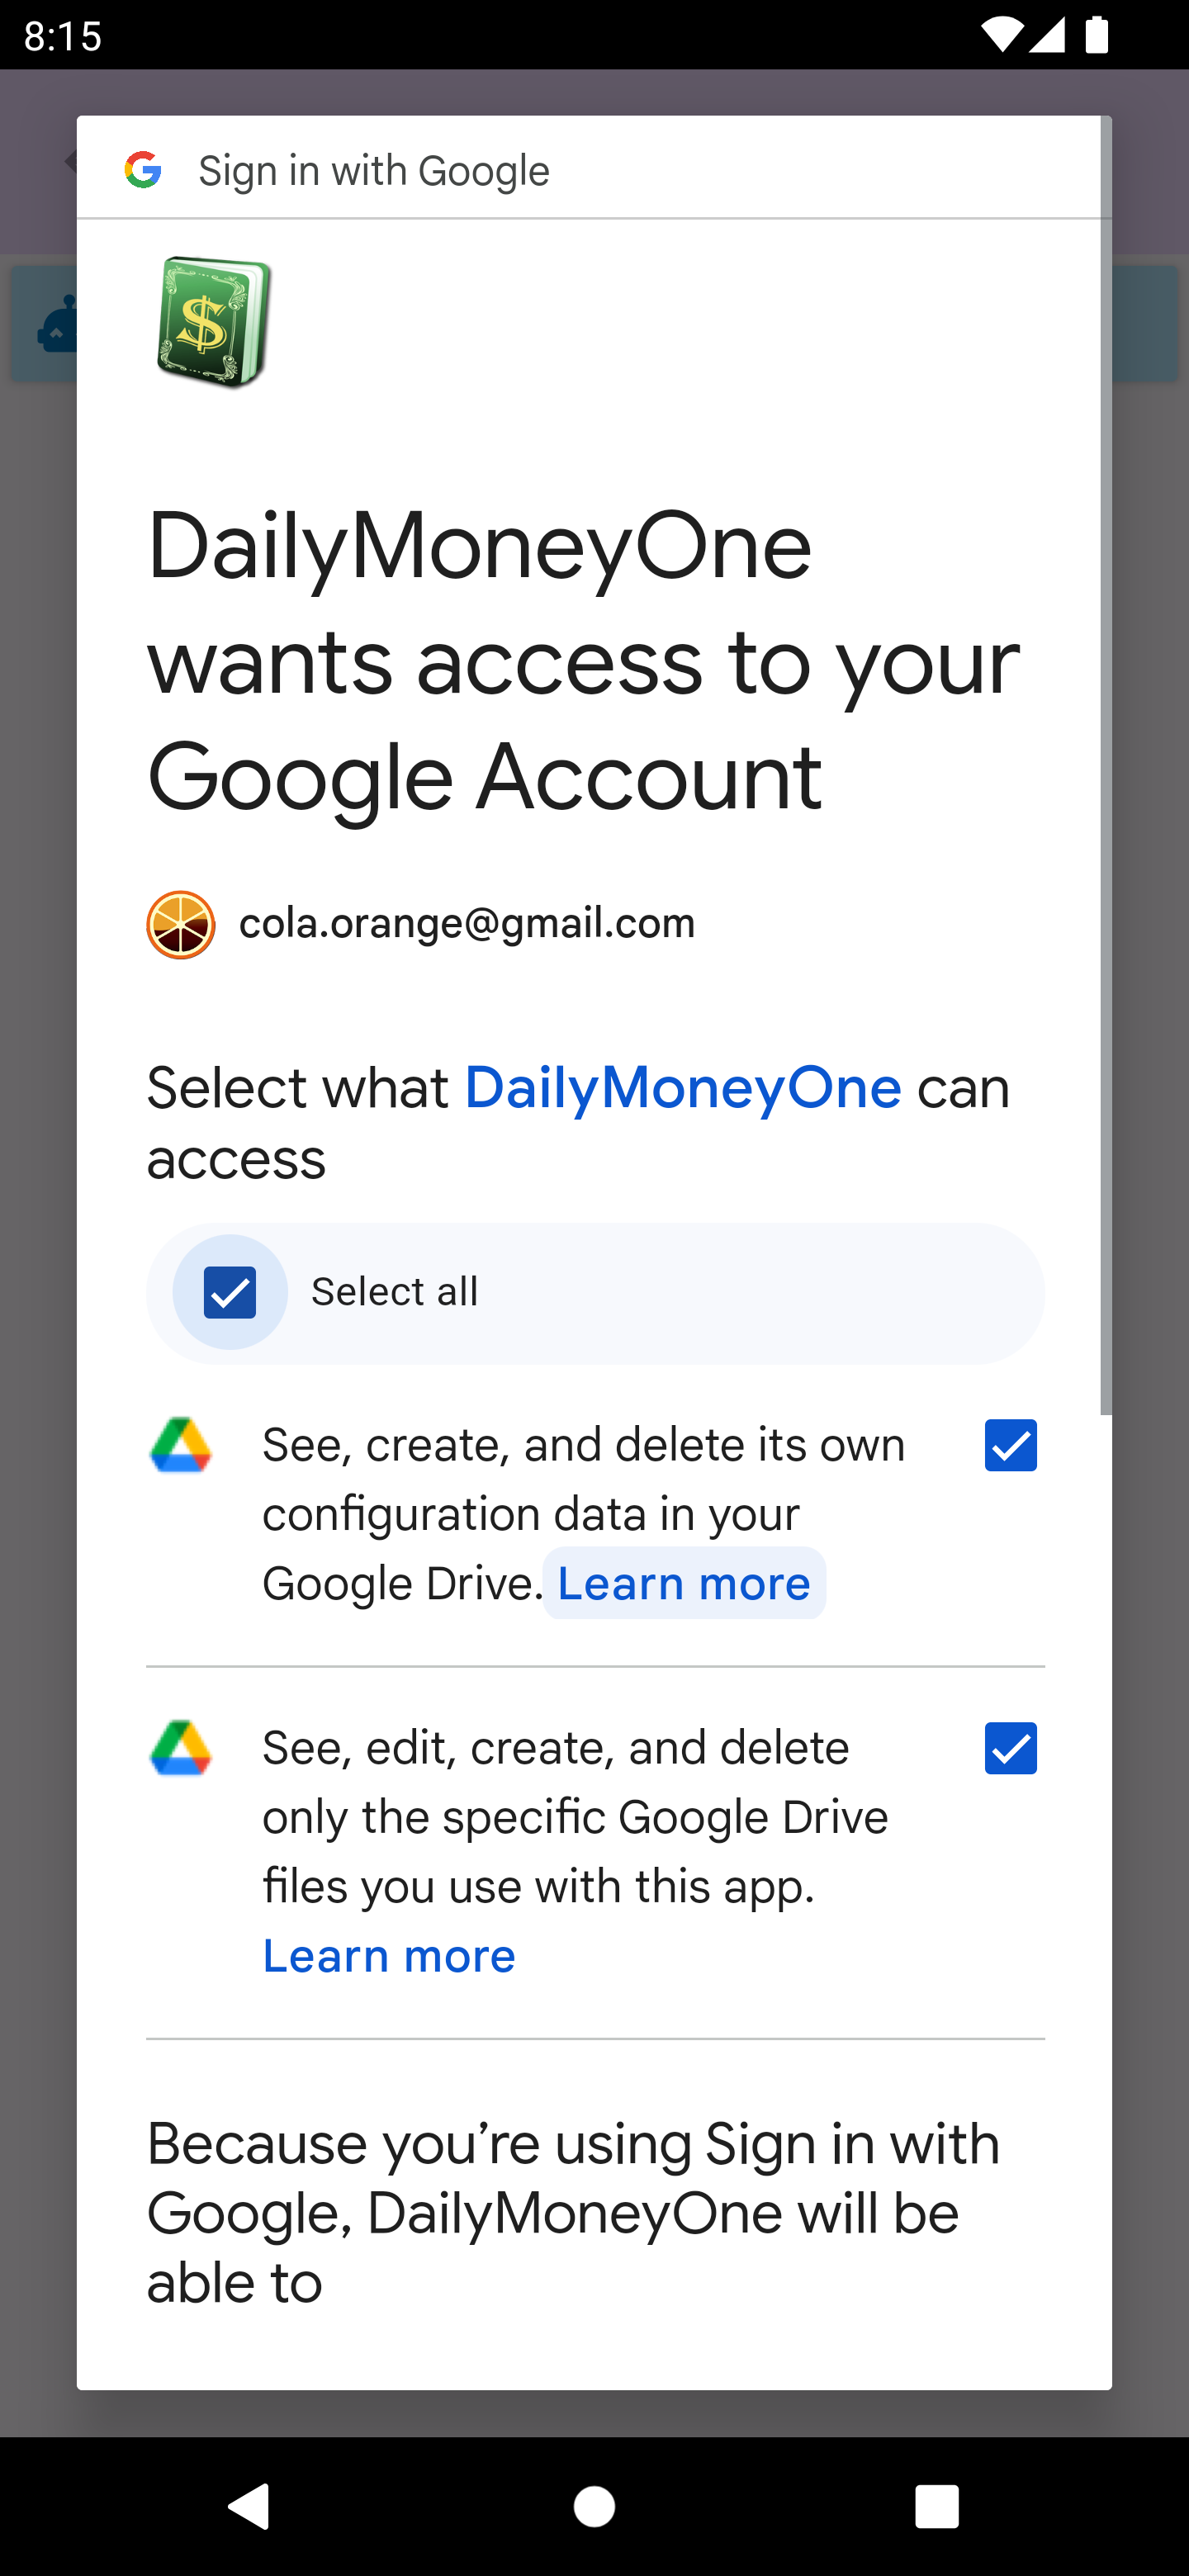 8:15
Sign in with Google
$
DailyMoneyOne
wants access to your
Google Account
cola.orange@gmail.com
Select what DailyMoneyOne can
access
Select all
See, create, and delete its own
configuration data in your
Google Drive. Learn more
See, edit, create, and delete
only the specific Google Drive
files you use with this app.
Learn more
Because you’re using Sign in with
Google, DailyMoneyOne will be
able to